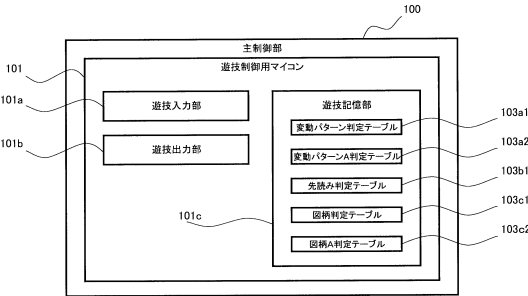 100
主制御部
101
遊技制御用マイコン
101a
遊技入力部
101b
遊技出力部
遊技記憶部
変動パターン判定テーブル
103a1
変動パターンA判定テーブル
103a2
先読み判定テーブル
103b1
図柄判定テーブル
103c1
図柄A判定テーブル
103c2
101c